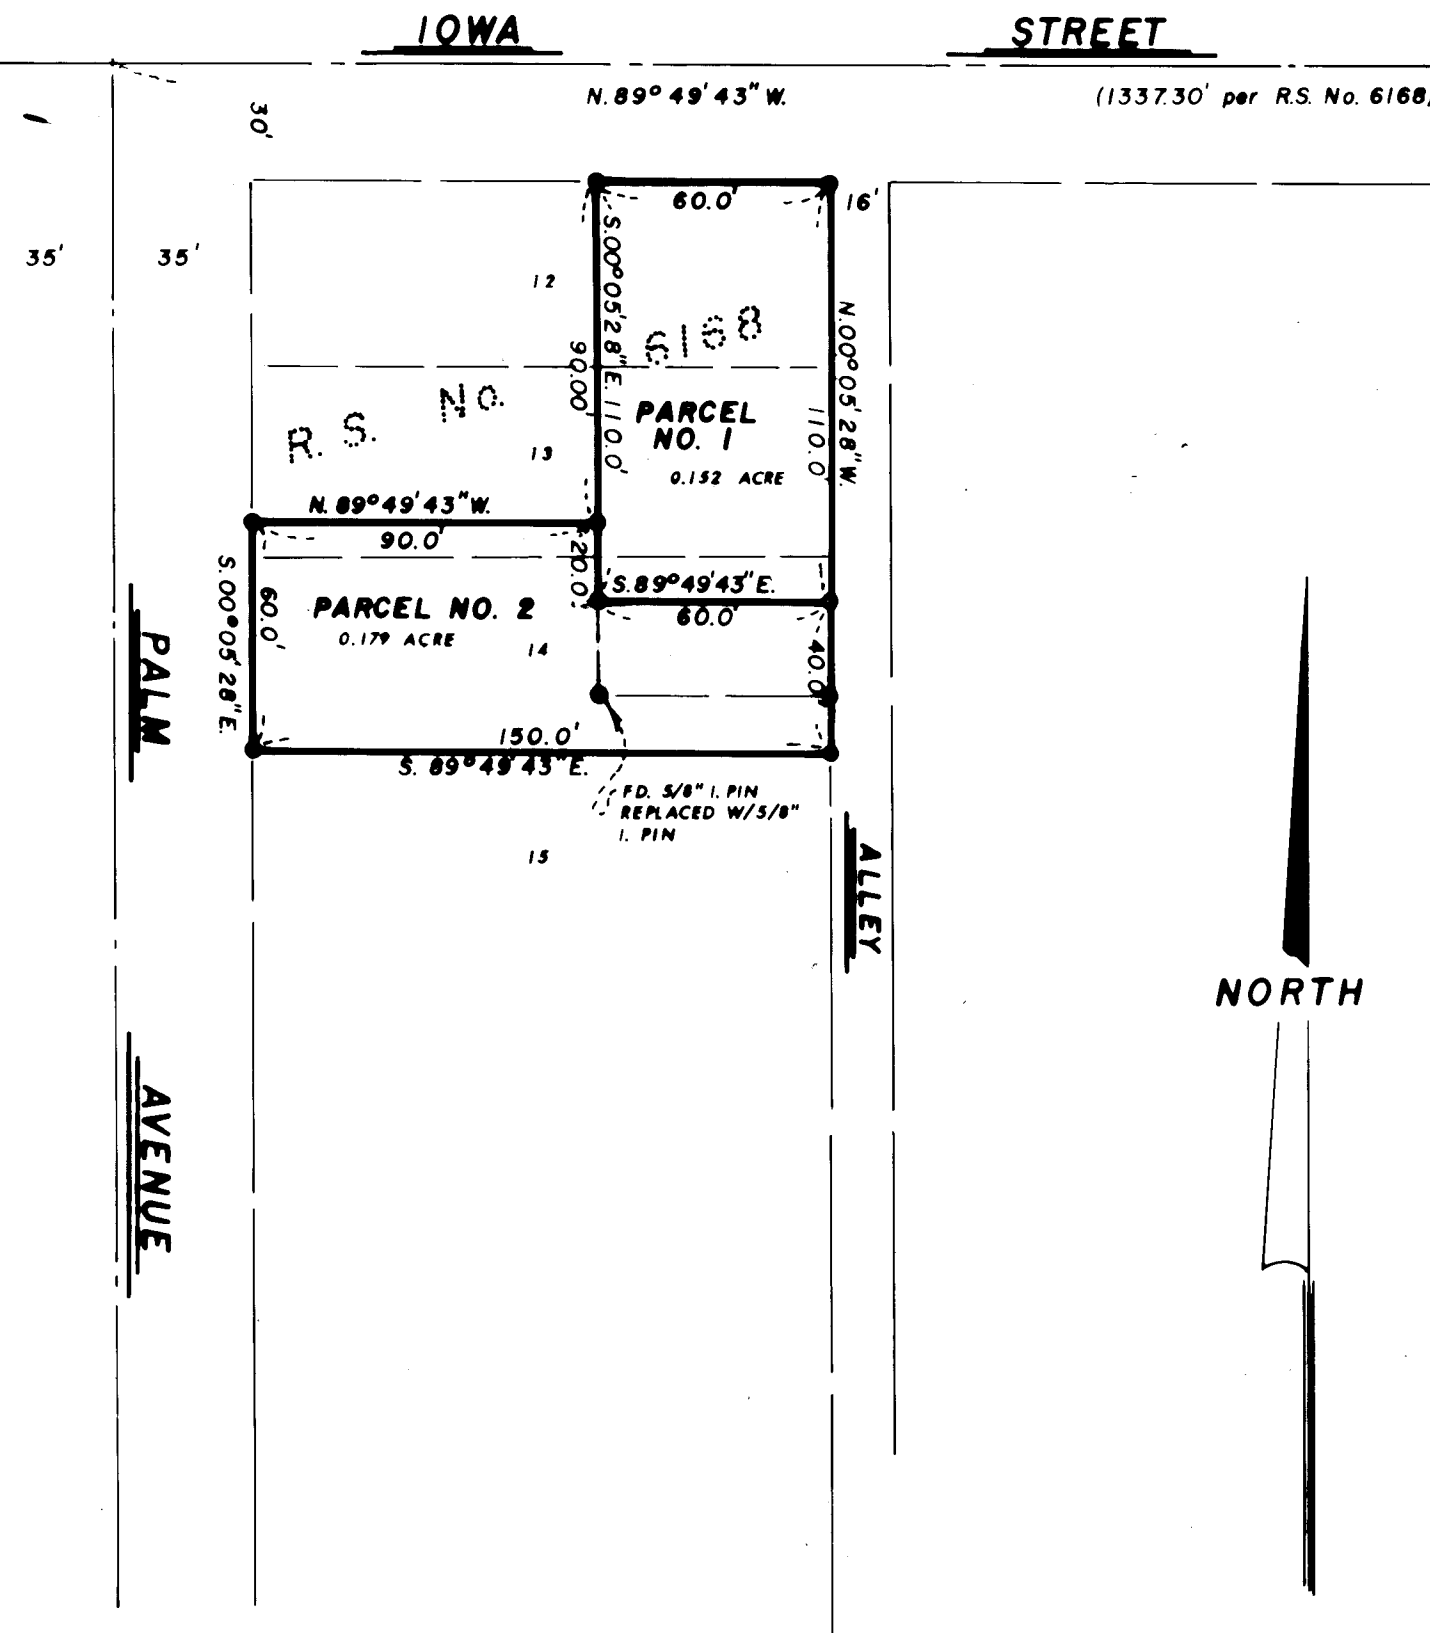 IOWA STREET
N. 89° 49' 43" W. (1337.30' per R.S. No. 6168)
30'
60.0'
16'
35'
35'
12
S. 00° 05' 28" E. 110.0'
90.00'
N. 00° 05' 28" W.
110.0'
R. S. No. 6168
PARCEL
NO. 1
0.152 ACRE
13
N. 89° 49' 43" W.
90.0'
20.0'
S. 89° 49' 43" E.
60.0'
S. 00° 05' 28" E.
60.0'
PARCEL NO. 2
0.179 ACRE
14
40.0'
150.0'
S. 89° 49' 43" E.
FD. 5/8" I. PIN
REPLACED W/5/8"
I. PIN
15
PALM AVENUE
ALLEY
NORTH